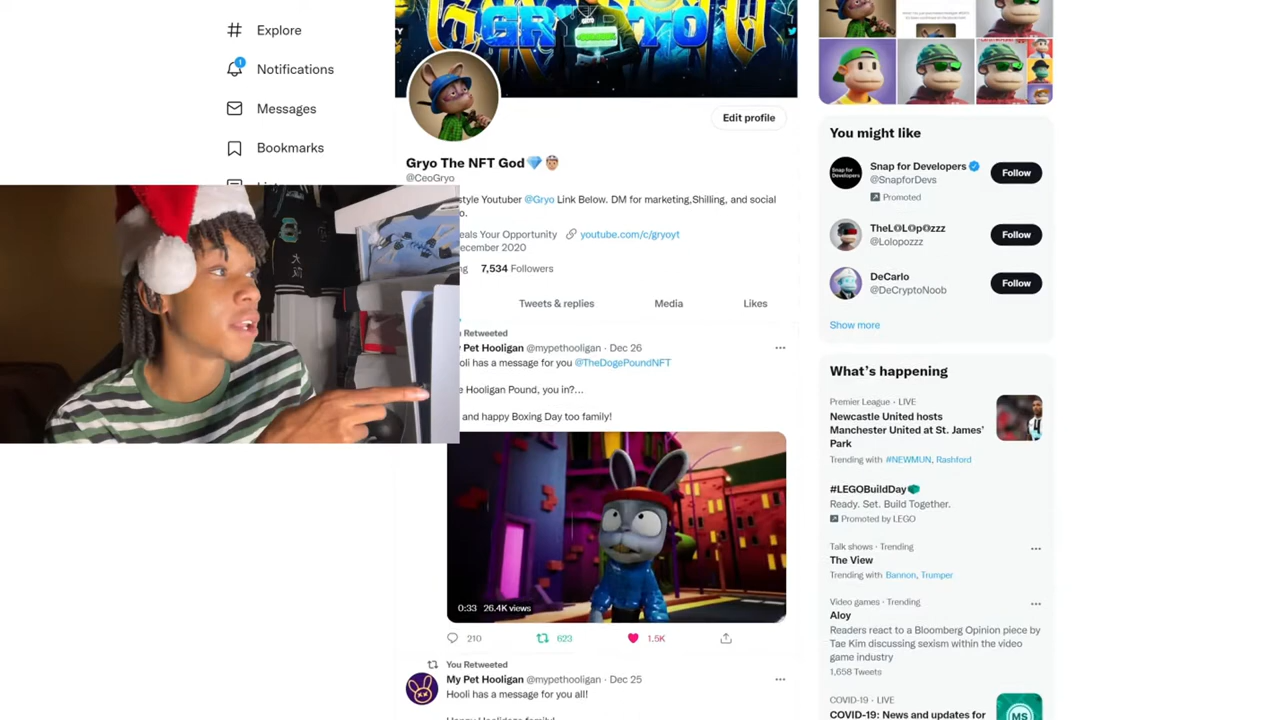 Explore
1
Notifications
Messages
Bookmarks
Edit profile
Gryo The NFT God
@CeoGryo
style Youtuber @Gryo Link Below. DM for marketing,Shilling, and social
eals Your Opportunity youtube.com/c/gryoyt
ecember 2020
7,534 Followers
Tweets & replies Media Likes
Retweeted
Pet Hooligan @mypethooligan · Dec 26
oli has a message for you @TheDogePoundNFT
e Hooligan Pound, you in?...
and happy Boxing Day too family!
0:33 26.4K views
210 623 1.5K
You Retweeted
My Pet Hooligan @mypethooligan · Dec 25
Hooli has a message for you all!
You might like
Snap for Developers
@SnapforDevs
Promoted
Follow
TheL@L@p@zzz
@Lolopozzz
Follow
DeCarlo
@DeCryptoNoob
Follow
Show more
What's happening
Premier League · LIVE
Newcastle United hosts
Manchester United at St. James'
Park
Trending with #NEWMUN, Rashford
#LEGOBuildDay
Ready. Set. Build Together.
Promoted by LEGO
Talk shows · Trending
The View
Trending with Bannon, Trumper
Video games · Trending
Aloy
Readers react to a Bloomberg Opinion piece by
Tae Kim discussing sexism within the video
game industry
1,658 Tweets
COVID-19 · LIVE
COVID-19: News and updates for
MS